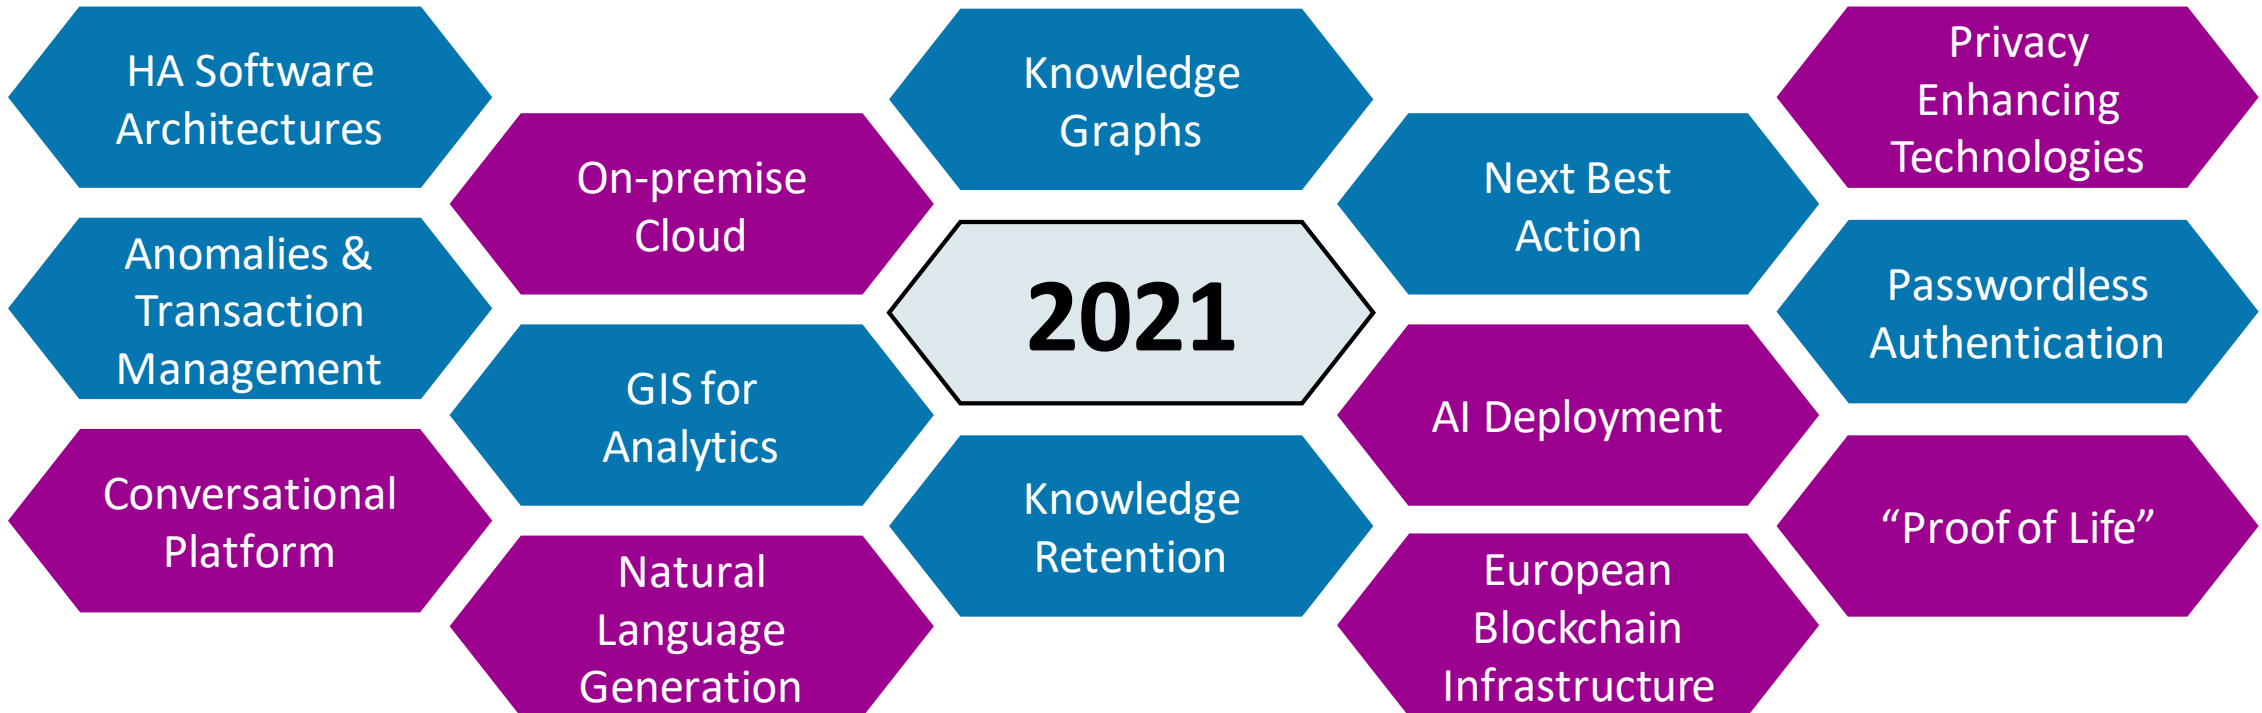 HA Software
Architectures
Anomalies &
Transaction
Management
Conversational
Platform
On-premise
Cloud
GIS for
Analytics
Natural
Language
Generation
Knowledge
Graphs
2021
Knowledge
Retention
Next Best
Action
AI Deployment
European
Blockchain
Infrastructure
Privacy
Enhancing
Technologies
Passwordless
Authentication
“Proof of Life”